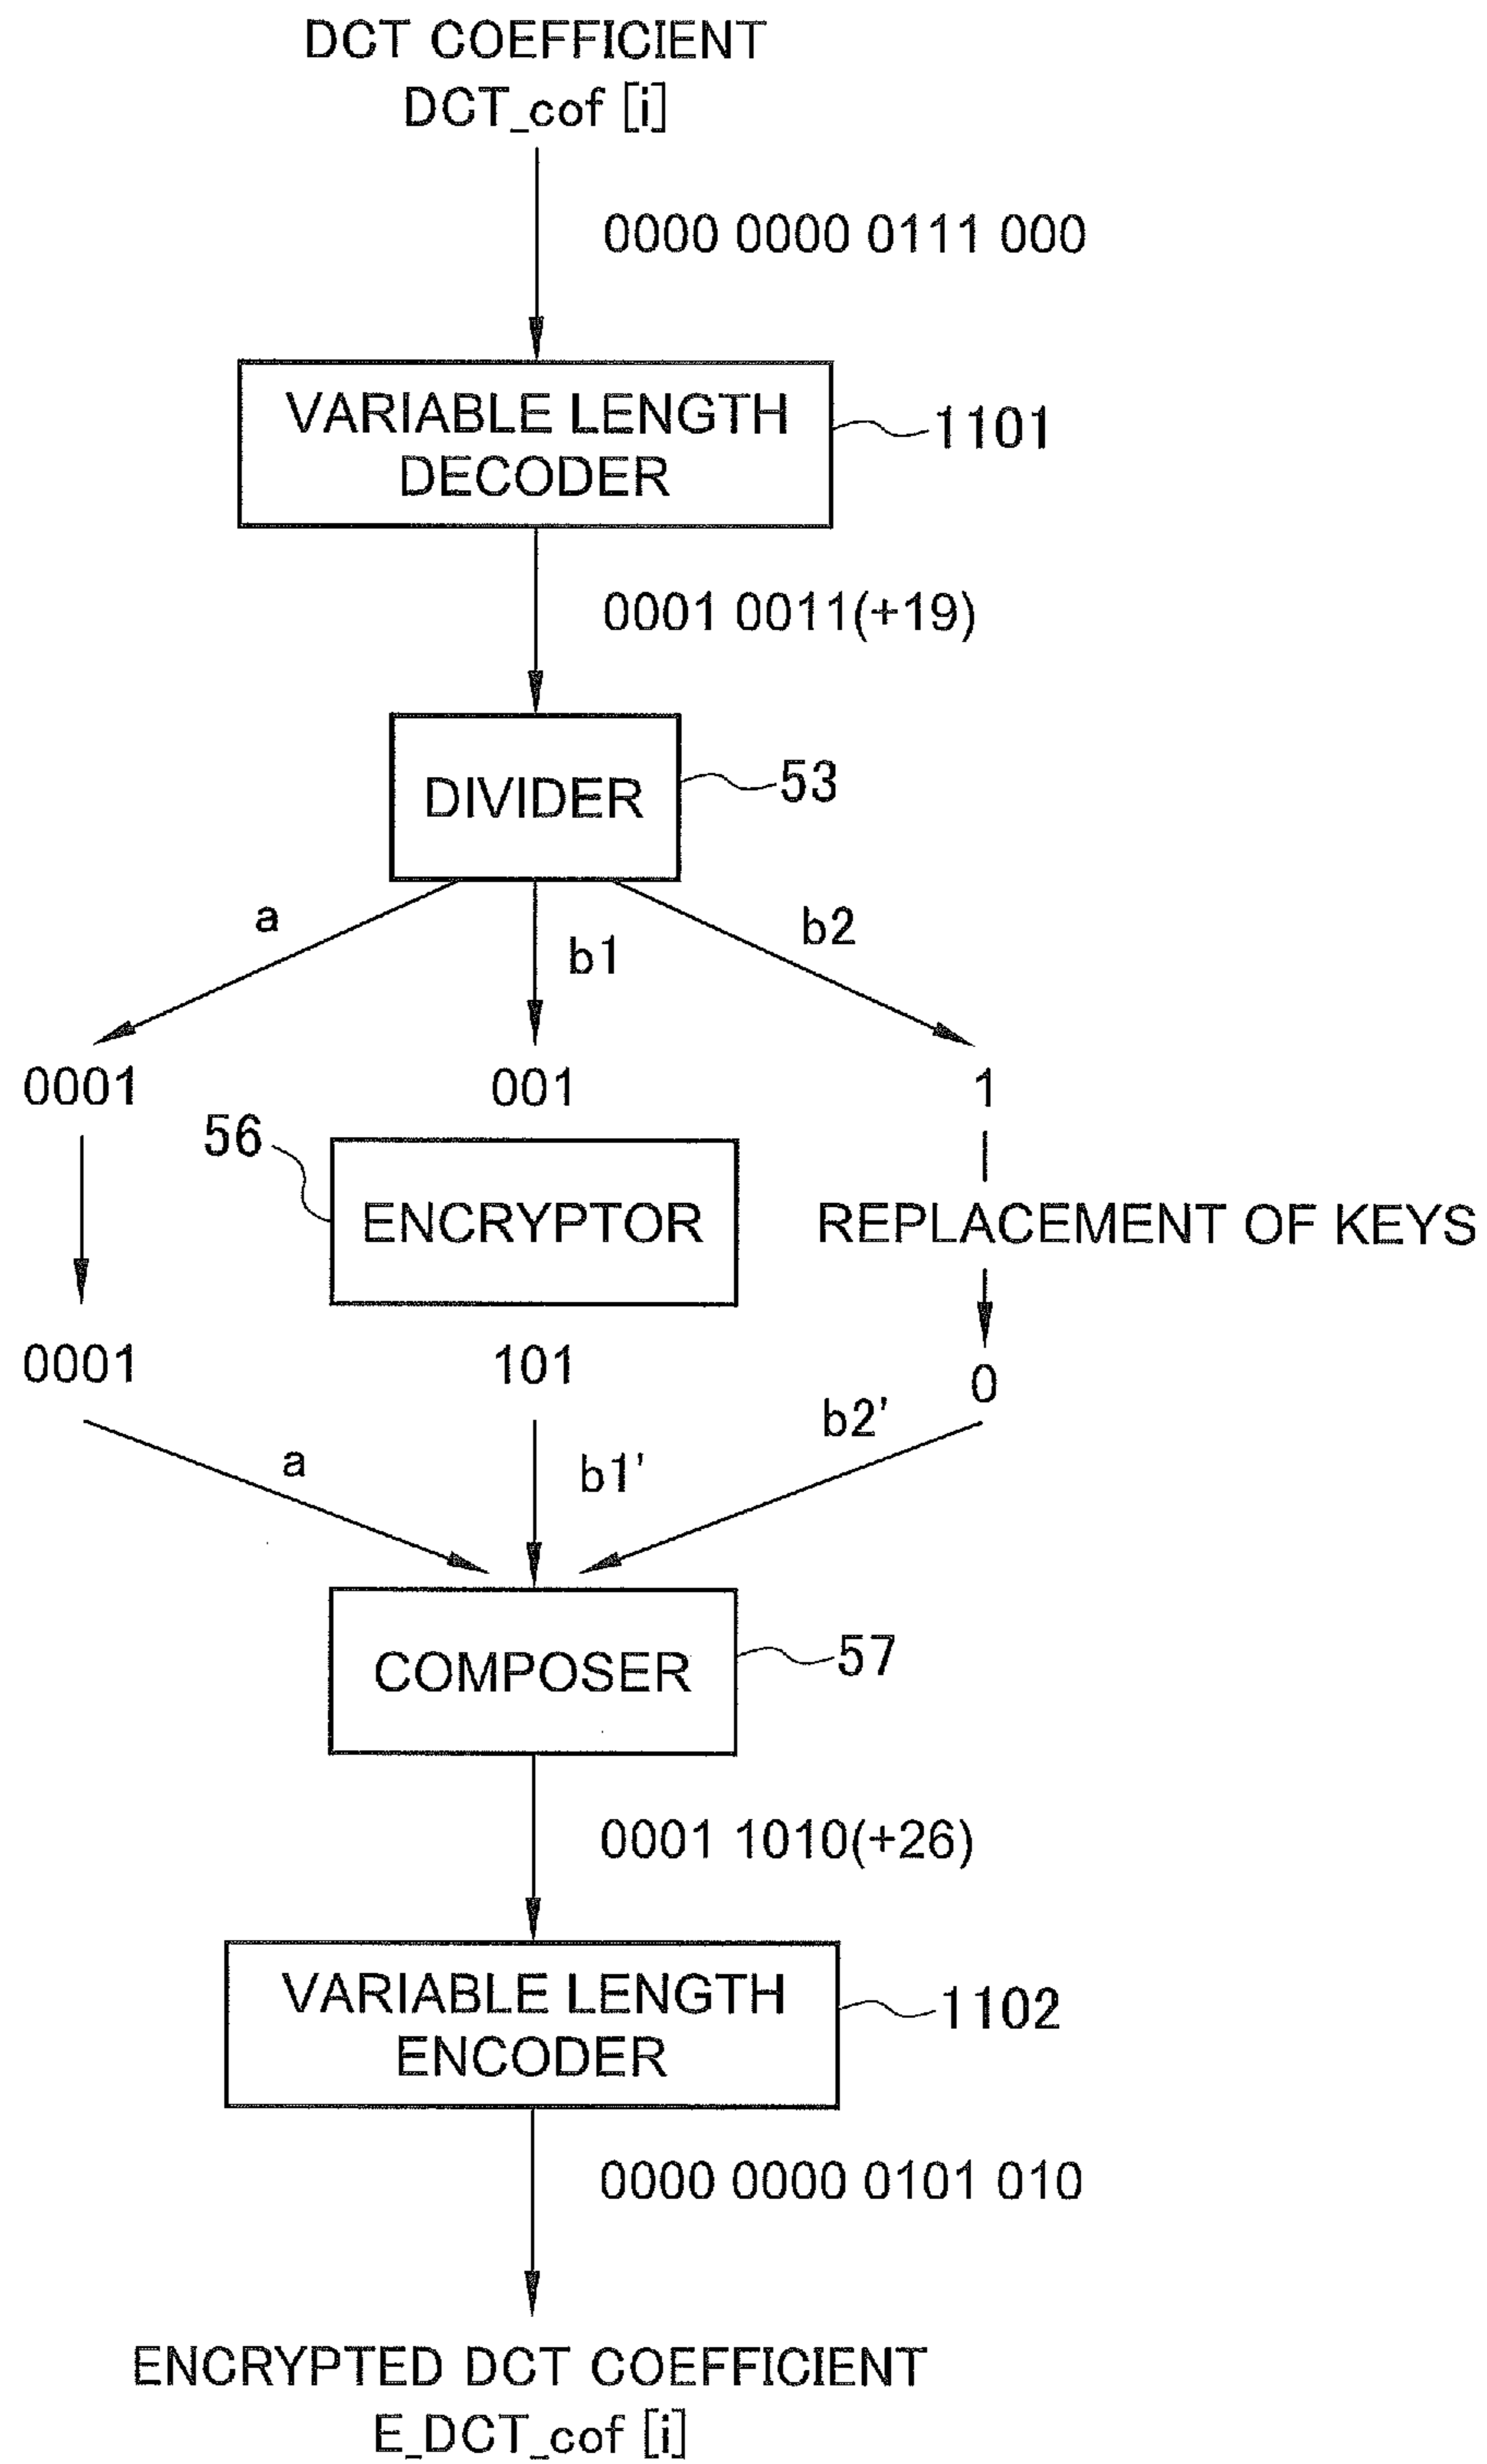 DCT COEFFICIENT
DCT_cof [i]
0000 0000 0111 000
VARIABLE LENGTH
DECODER
1101
0001 0011(+19)
DIVIDER
53
a
b1
b2
0001
001
1
56
ENCRYPTOR
REPLACEMENT OF KEYS
0001
101
0
a
b1'
b2'
COMPOSER
57
0001 1010(+26)
VARIABLE LENGTH
ENCODER
1102
0000 0000 0101 010
ENCRYPTED DCT COEFFICIENT
E_DCT_cof [i]